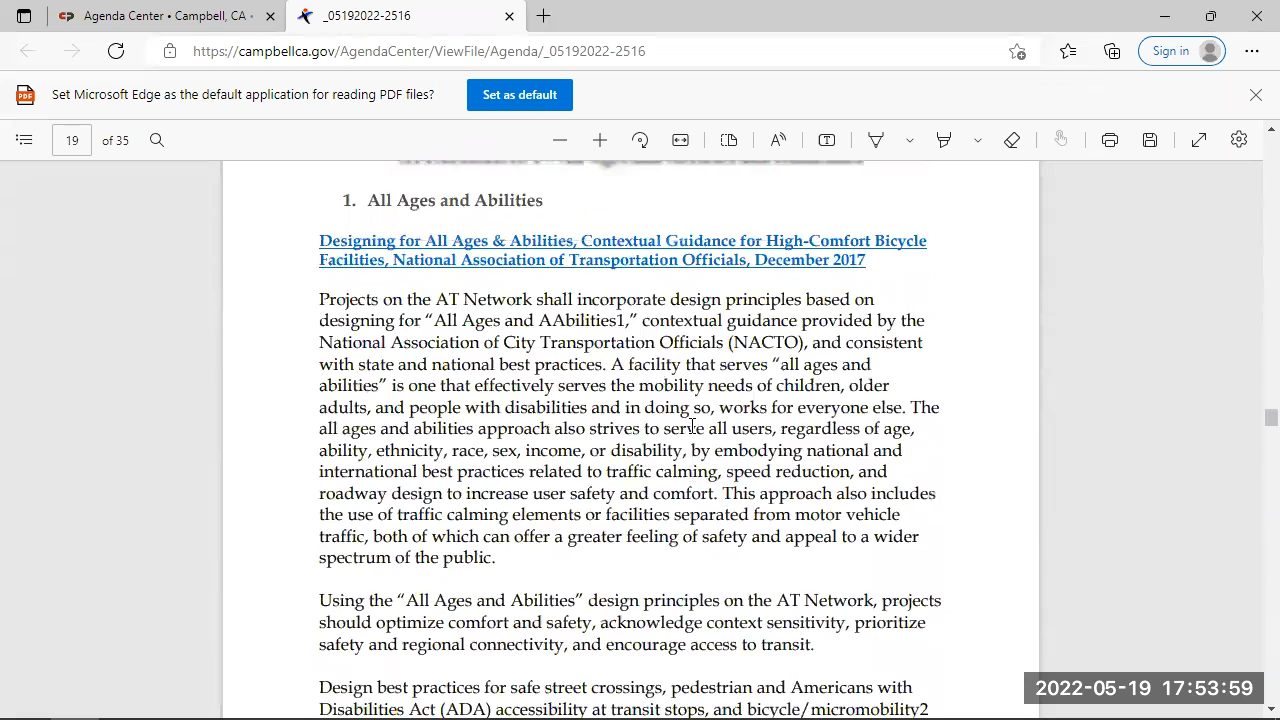 Agenda Center • Campbell, CA •
_05192022-2516
https://campbellca.gov/AgendaCenter/ViewFile/Agenda/_05192022-2516
Sign in
PDF
Set Microsoft Edge as the default application for reading PDF files?
Set as default
19 of 35
1. All Ages and Abilities
Designing for All Ages & Abilities, Contextual Guidance for High-Comfort Bicycle
Facilities, National Association of Transportation Officials, December 2017
Projects on the AT Network shall incorporate design principles based on
designing for “All Ages and AAbilities1,” contextual guidance provided by the
National Association of City Transportation Officials (NACTO), and consistent
with state and national best practices. A facility that serves “all ages and
abilities” is one that effectively serves the mobility needs of children, older
adults, and people with disabilities and in doing so, works for everyone else. The
all ages and abilities approach also strives to serve all users, regardless of age,
ability, ethnicity, race, sex, income, or disability, by embodying national and
international best practices related to traffic calming, speed reduction, and
roadway design to increase user safety and comfort. This approach also includes
the use of traffic calming elements or facilities separated from motor vehicle
traffic, both of which can offer a greater feeling of safety and appeal to a wider
spectrum of the public.
Using the “All Ages and Abilities” design principles on the AT Network, projects
should optimize comfort and safety, acknowledge context sensitivity, prioritize
safety and regional connectivity, and encourage access to transit.
Design best practices for safe street crossings, pedestrian and Americans with
Disabilities Act (ADA) accessibility at transit stops, and bicycle/micromobility2
2022-05-19 17:53:59